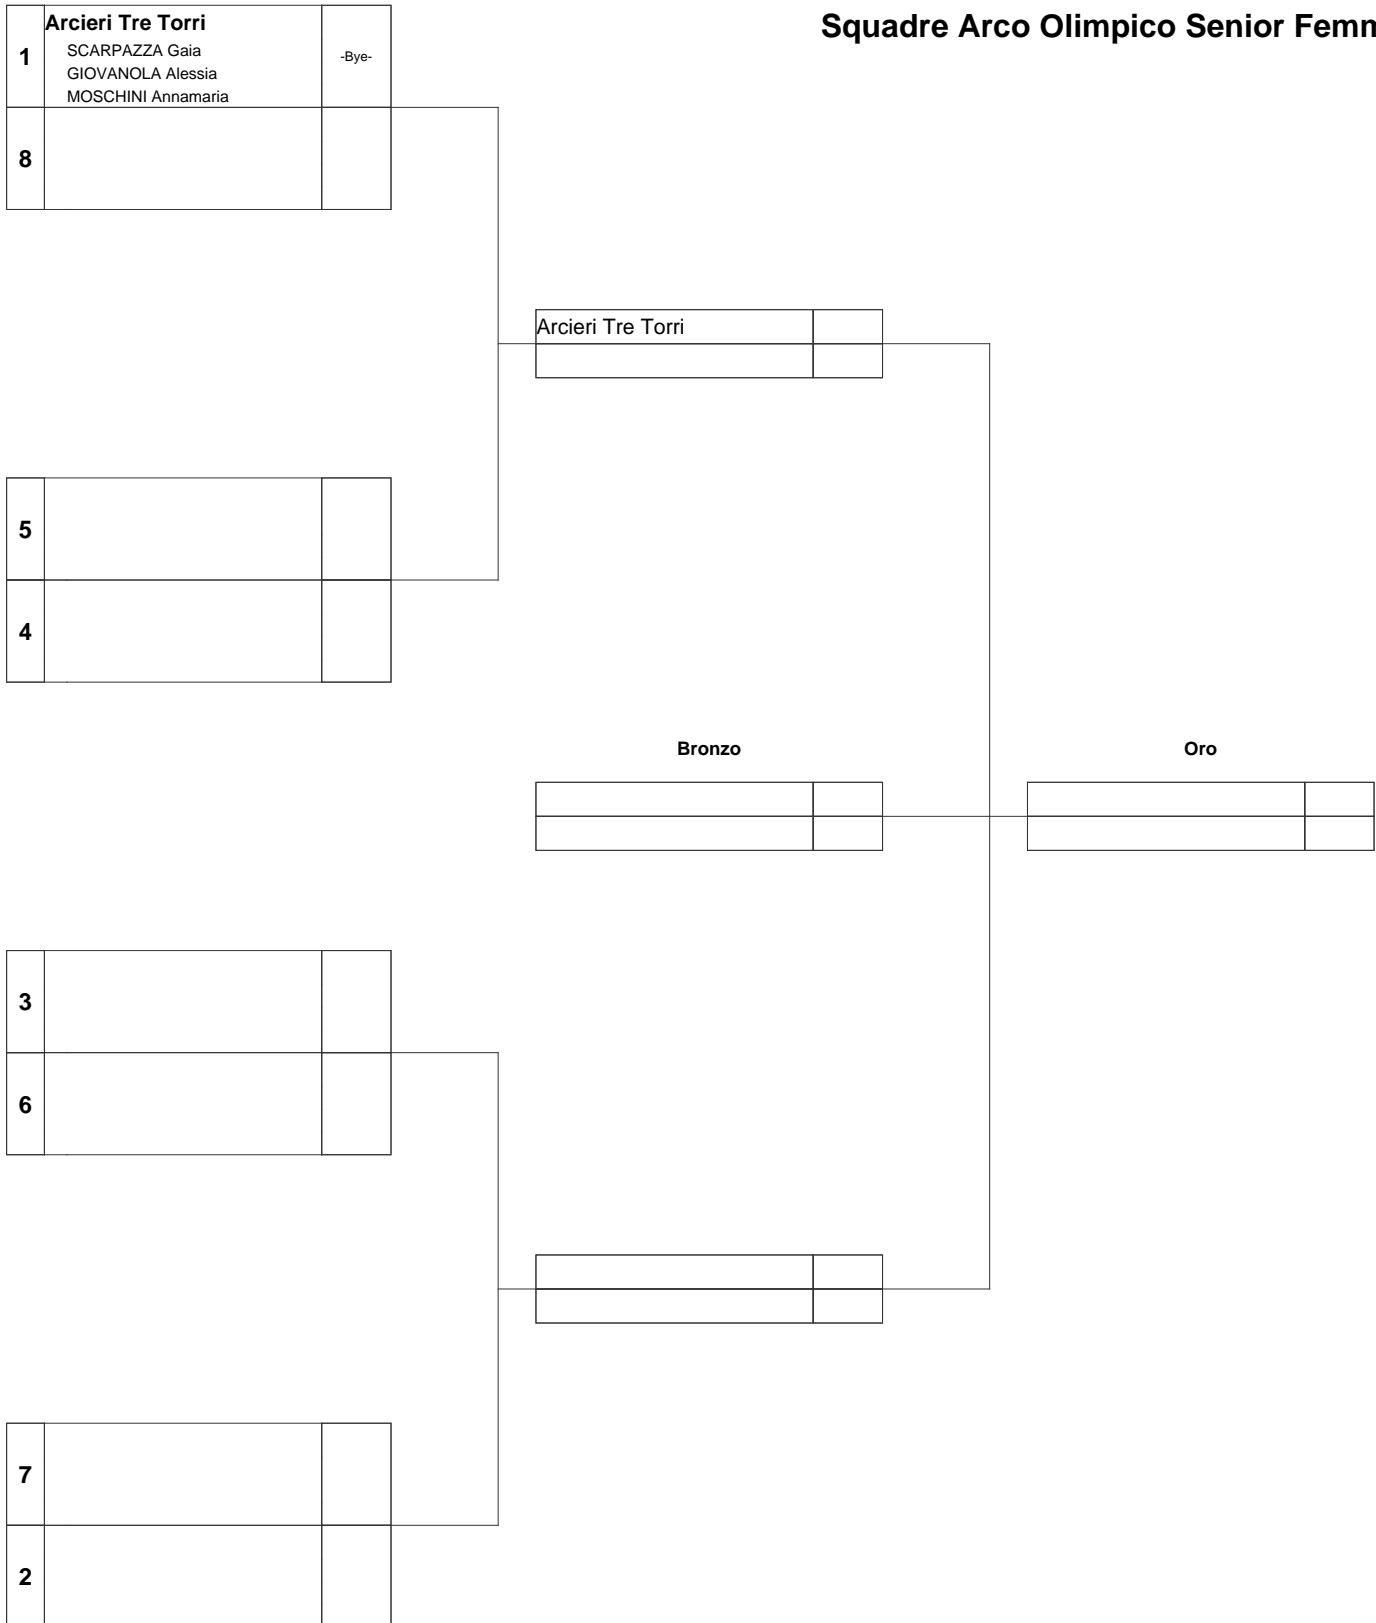 Squadre Arco Olimpico Senior Femm
1
Arcieri Tre Torri
SCARPAZZA Gaia
GIOVANOLA Alessia
MOSCHINI Annamaria
-Bye-
8
Arcieri Tre Torri
5
4
Bronzo
Oro
3
6
7
2